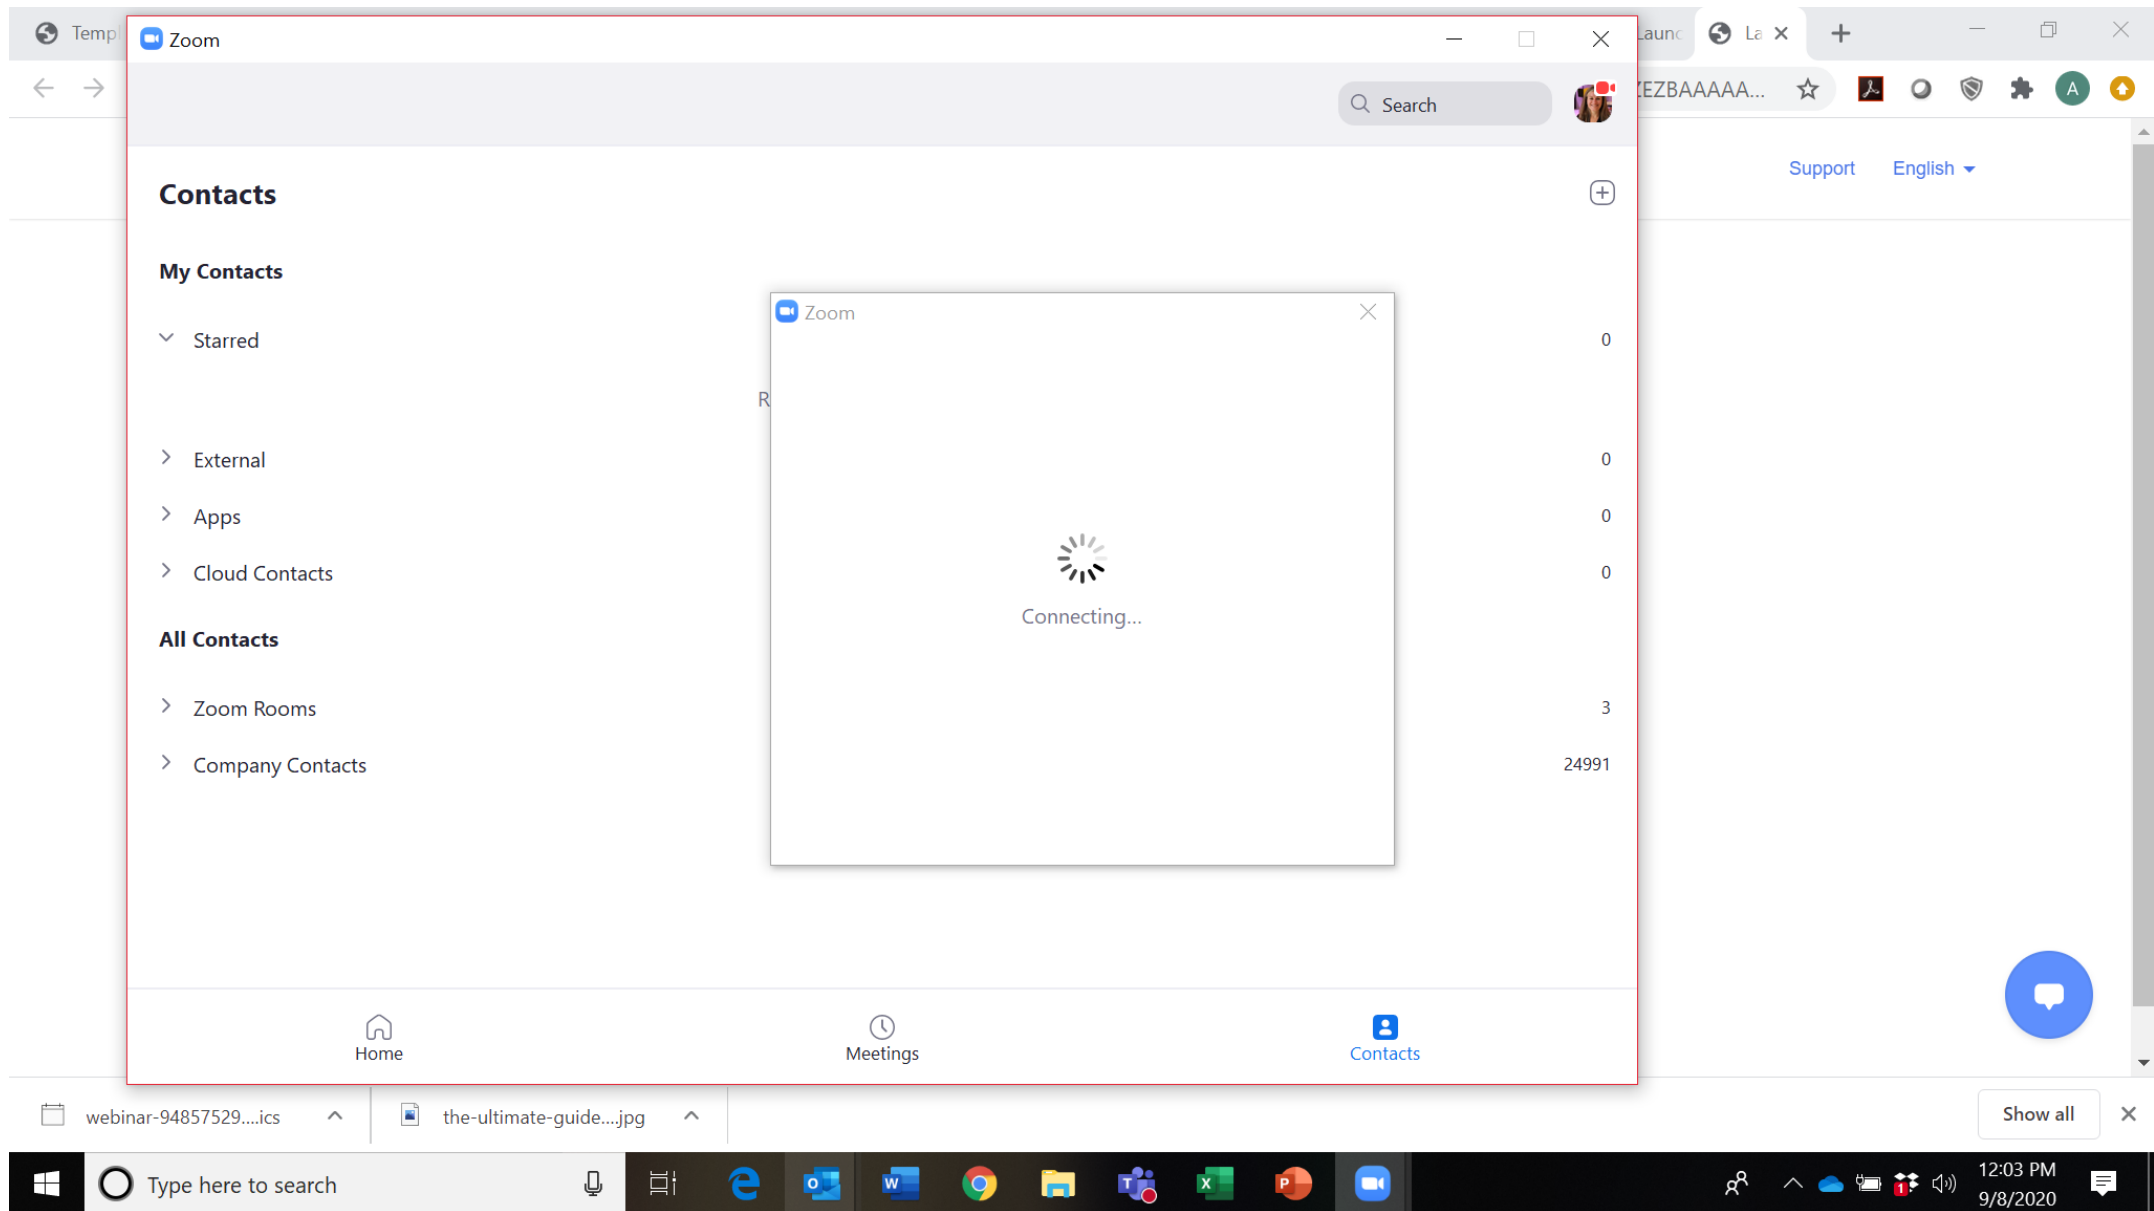 Temp
Zoom
Launc
La
EZBAAAAA...
A
Search
Support
English
Contacts
My Contacts
Zoom
Starred
0
R
External
0
Apps
0
Connecting...
Cloud Contacts
0
All Contacts
Zoom Rooms
3
Company Contacts
24991
Home
Meetings
Contacts
webinar-94857529....ics
the-ultimate-guide....jpg
Show all
Type here to search
12:03 PM
9/8/2020